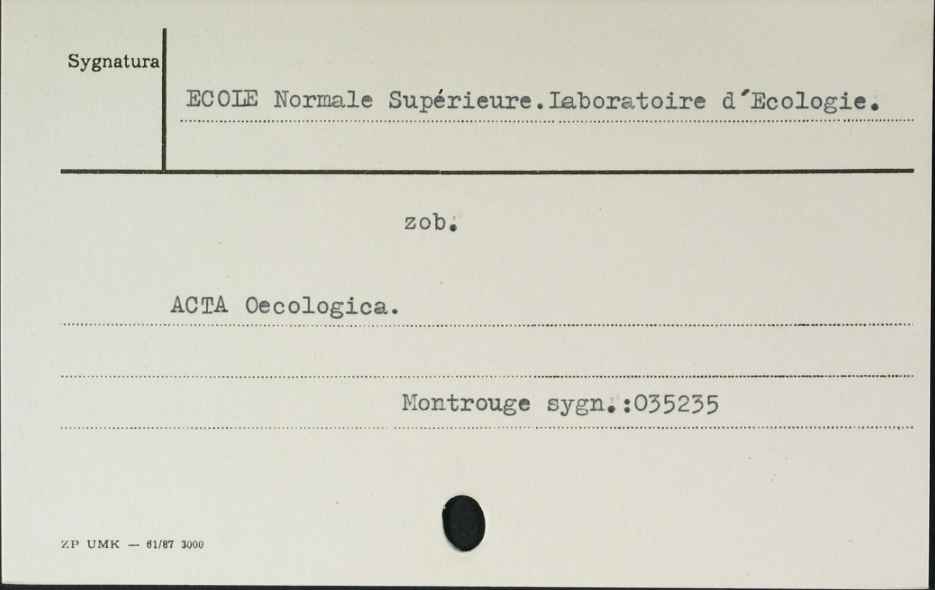 Sygnatura
ECOLE Normale Supérieure.Laboratoire d'Ecologie.
zob.
ACTA Oecologica.
Montrouge sygn.:035235
ZP UMK — 61/87 3000